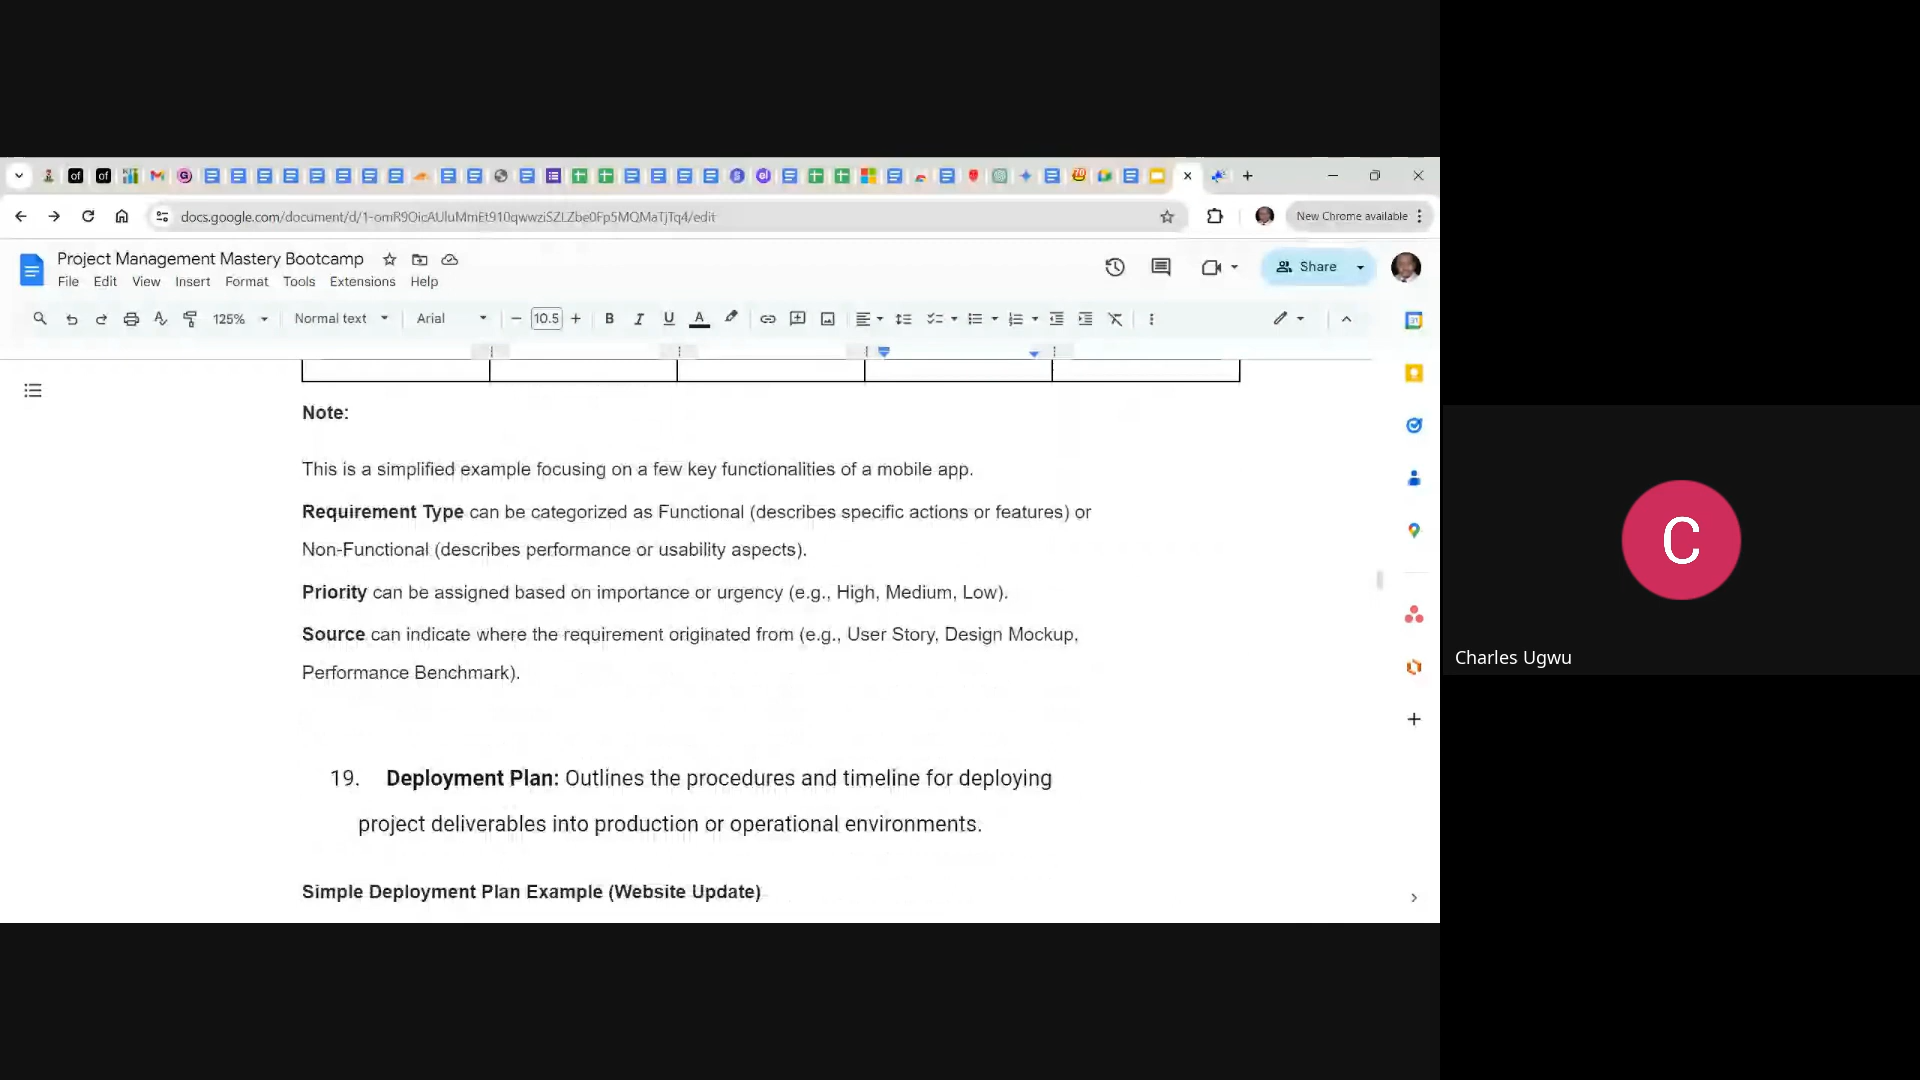 docs.google.com/document/d/1-omR9OicAUluMmEt910qwwziSZLZbe0Fp5MQMaTjTq4/edit
New Chrome available
Project Management Mastery Bootcamp
File Edit View Insert Format Tools Extensions Help
Share
125% Normal text Arial 10.5
Note:
This is a simplified example focusing on a few key functionalities of a mobile app.
Requirement Type can be categorized as Functional (describes specific actions or features) or
Non-Functional (describes performance or usability aspects).
Priority can be assigned based on importance or urgency (e.g., High, Medium, Low).
Source can indicate where the requirement originated from (e.g., User Story, Design Mockup,
Performance Benchmark).
19. Deployment Plan: Outlines the procedures and timeline for deploying
project deliverables into production or operational environments.
Simple Deployment Plan Example (Website Update)
C
Charles Ugwu